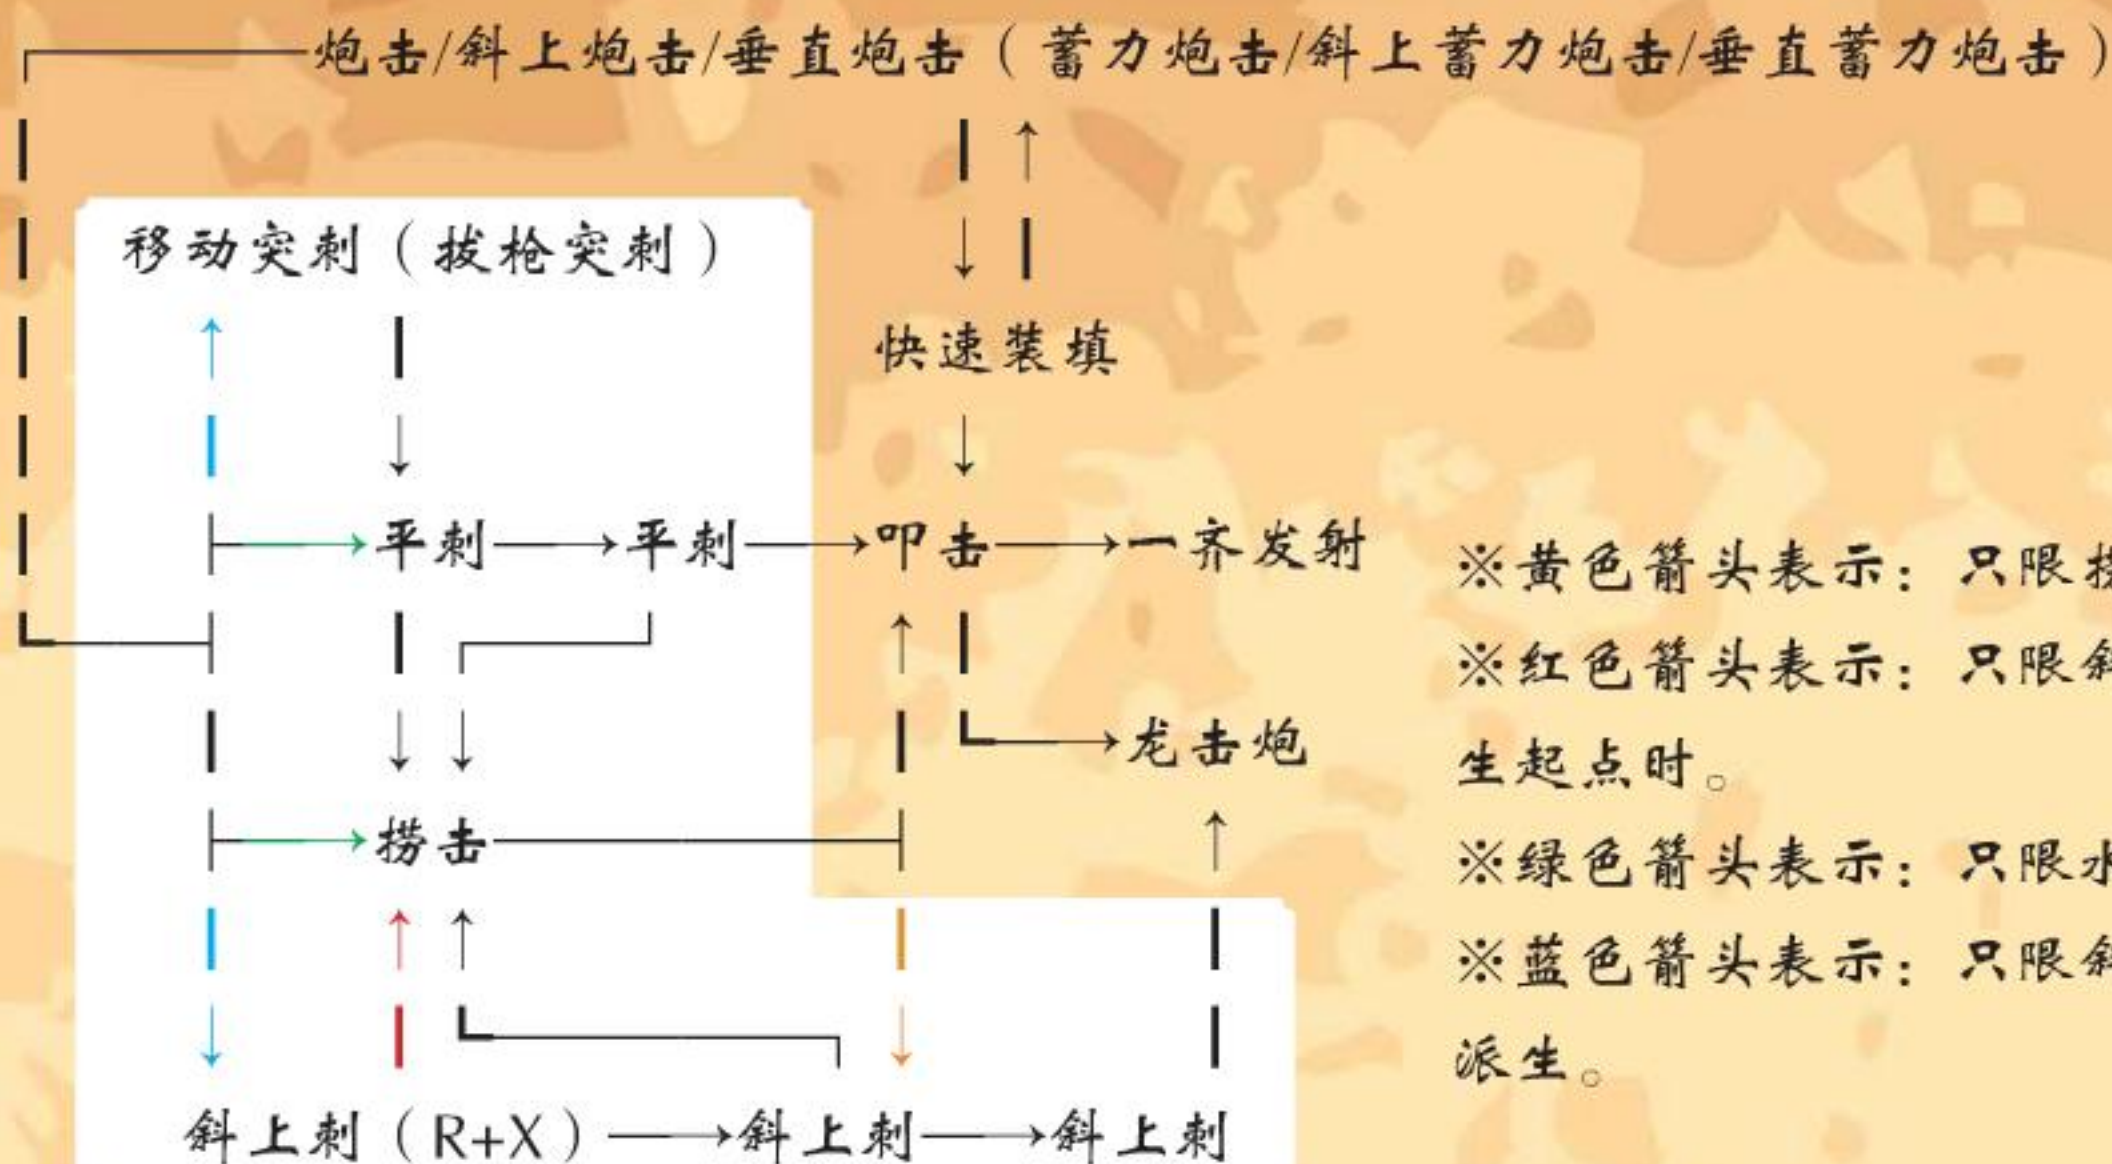 炮击/斜上炮击/垂直炮击（蓄力炮击/斜上蓄力炮击/垂直蓄力炮击）
移动突刺（拔枪突刺）
快速装填
平刺 平刺 叩击 一齐发射
※黄色箭头表示：只限捞
※红色箭头表示：只限斜
龙击炮
生起点时。
捞击
※绿色箭头表示：只限水
※蓝色箭头表示：只限斜
派生。
斜上刺（R+X） 斜上刺 斜上刺